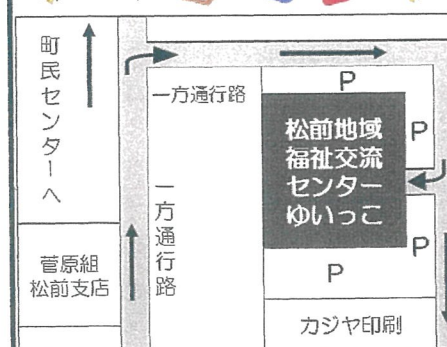 町民センターへ
一方通行路
P
松前地域
福祉交流
センター
ゆいっこ
P
一方通行路
P
菅原組
松前支店
P
カジヤ印刷